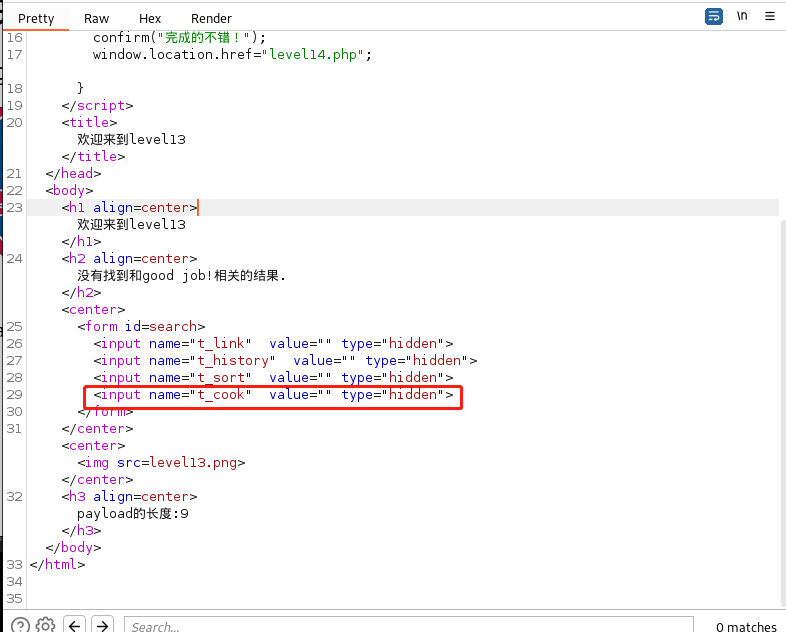 Pretty Raw Hex Render \n ≡
16 confirm("完成的不错！");
17 window.location.href="level14.php";
18 }
19 </script>
20 <title>
欢迎来到level13
</title>
21 </head>
22 <body>
23 <h1 align=center>
欢迎来到level13
</h1>
24 <h2 align=center>
没有找到和good job!相关的结果.
</h2>
<center>
25 <form id=search>
26 <input name="t_link"  value="" type="hidden">
27 <input name="t_history"  value="" type="hidden">
28 <input name="t_sort"  value="" type="hidden">
29 <input name="t_cook"  value="" type="hidden">
30 </form>
31 </center>
<center>
<img src=level13.png>
</center>
32 <h3 align=center>
payload的长度:9
</h3>
</body>
33 </html>
34
35
Search... 0 matches